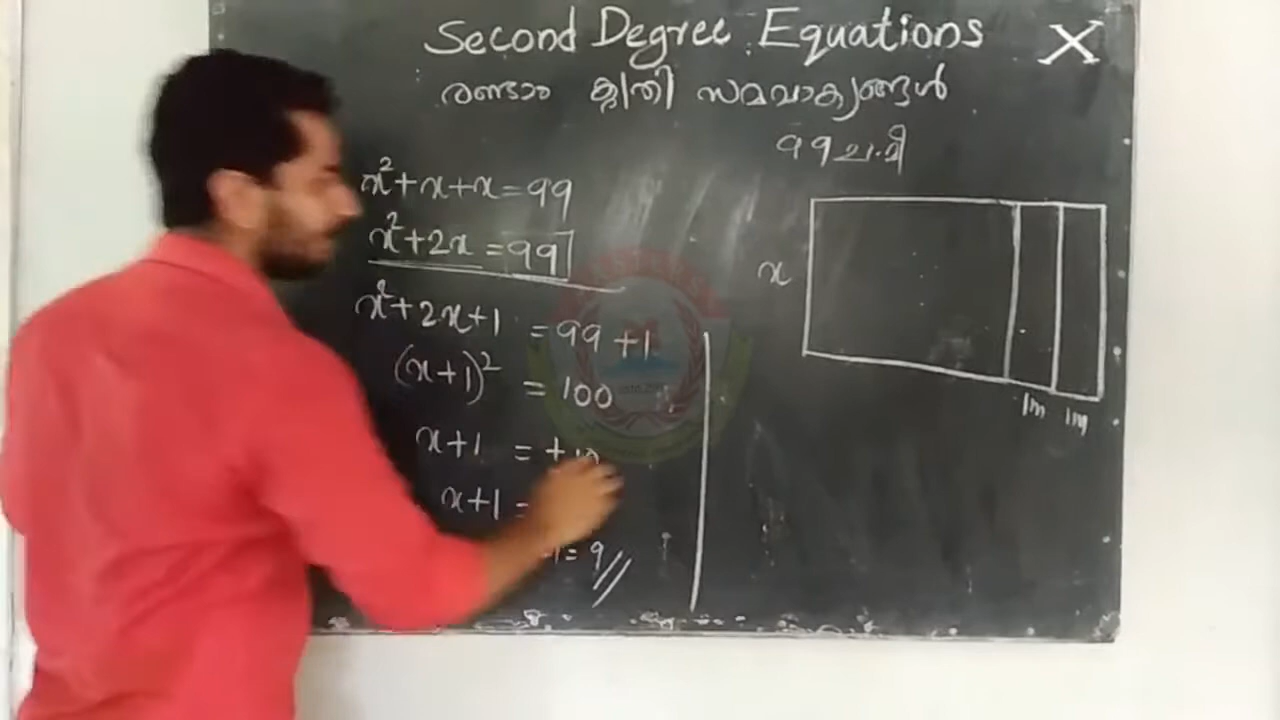 Second Degree Equations X
രണ്ടാം കൃതി സമവാക്യങ്ങൾ
99 ച.മീ
x² + x + x = 99
x² + 2x = 99
x² + 2x + 1 = 99 + 1
(x + 1)² = 100
x + 1 =
x + 1 =
= 9 //
x
1m 1m